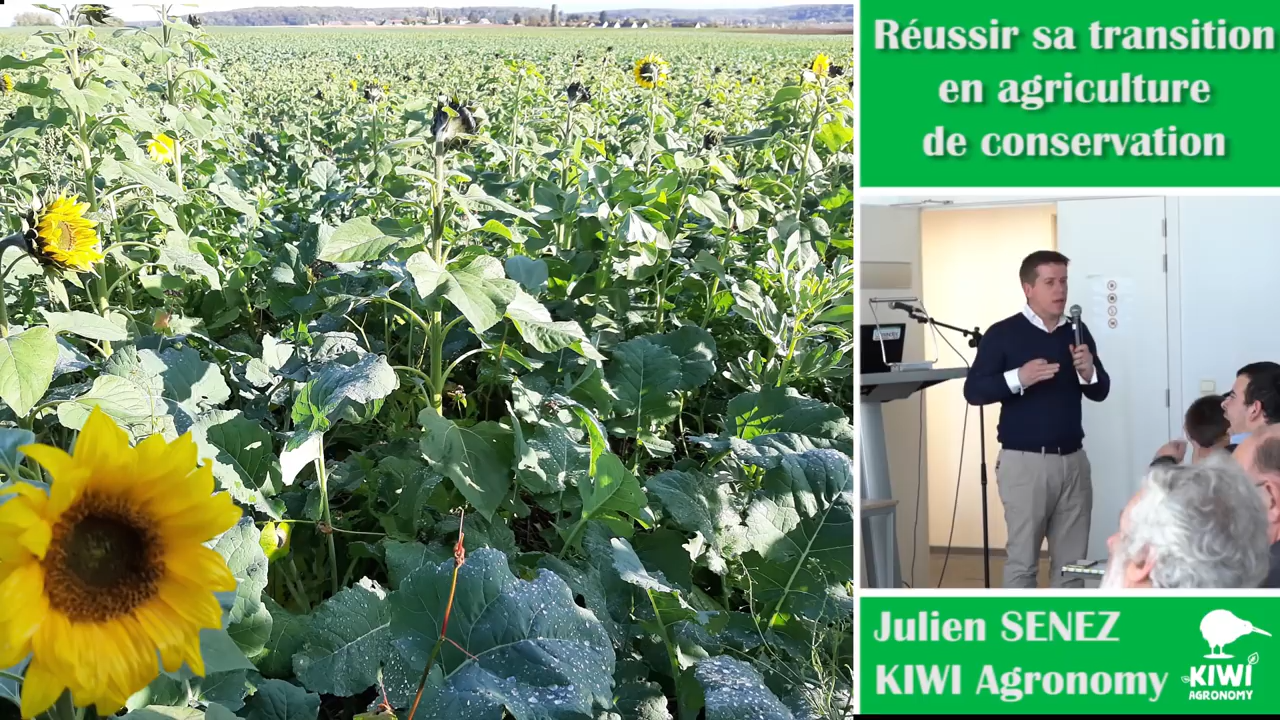 Réussir sa transition
en agriculture
de conservation
Julien SENEZ
KIWI Agronomy
KIWI
AGRONOMY